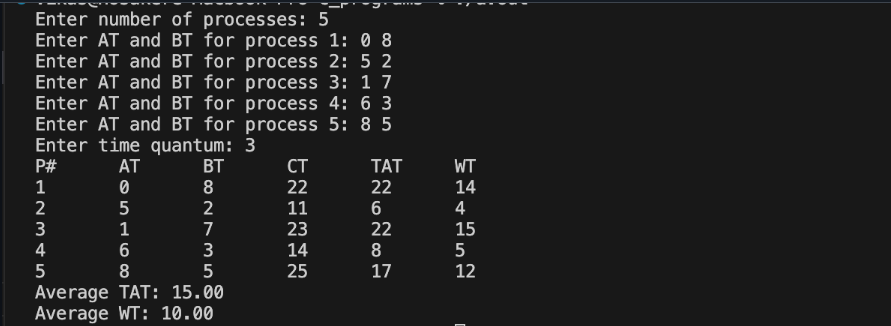 Enter number of processes: 5
Enter AT and BT for process 1: 0 8
Enter AT and BT for process 2: 5 2
Enter AT and BT for process 3: 1 7
Enter AT and BT for process 4: 6 3
Enter AT and BT for process 5: 8 5
Enter time quantum: 3
P# AT BT CT TAT WT
1 0 8 22 22 14
2 5 2 11 6 4
3 1 7 23 22 15
4 6 3 14 8 5
5 8 5 25 17 12
Average TAT: 15.00
Average WT: 10.00